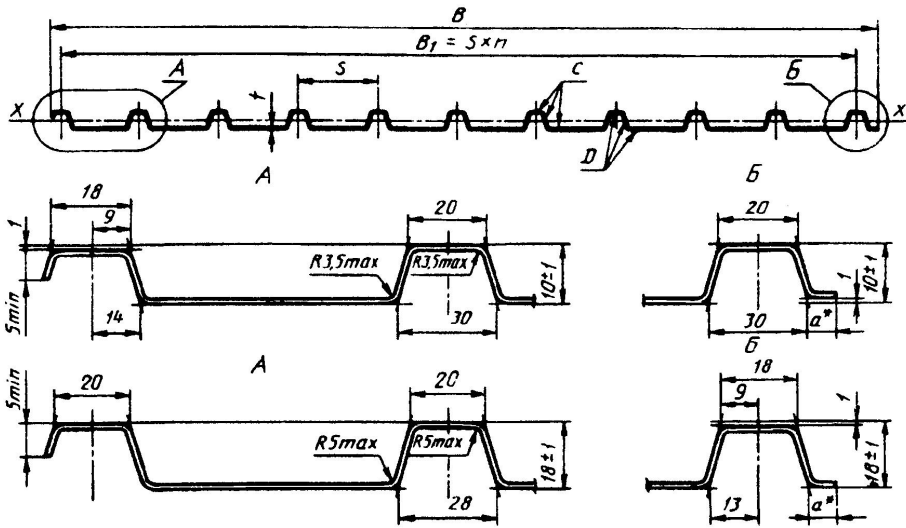 B
B₁ = S×n
A
S
C
Б
X
t
X
D
A
Б
18
20
20
1
9
R3,5max
R3,5max
10±1
1
10±1
5min
14
30
30
a*
A
Б
5min
20
20
18
9
1
R5max
R5max
18±1
18±1
28
13
a*